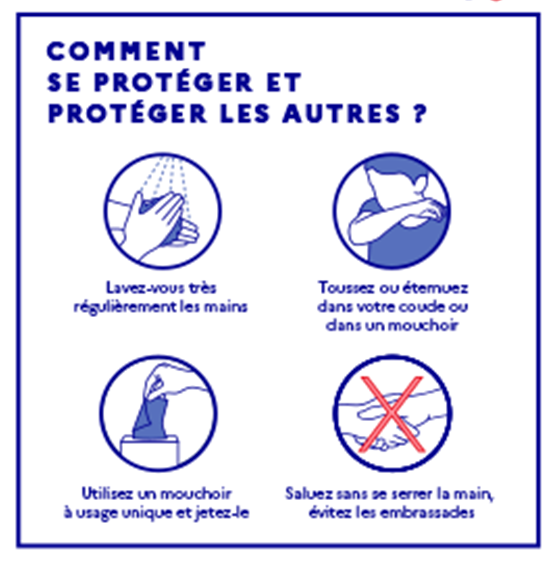 COMMENT
SE PROTÉGER ET
PROTÉGER LES AUTRES ?
Lavez-vous très
régulièrement les mains
Toussez ou éternuez
dans votre coude ou
dans un mouchoir
Utilisez un mouchoir
à usage unique et jetez-le
Saluez sans se serrer la main,
évitez les embrassades